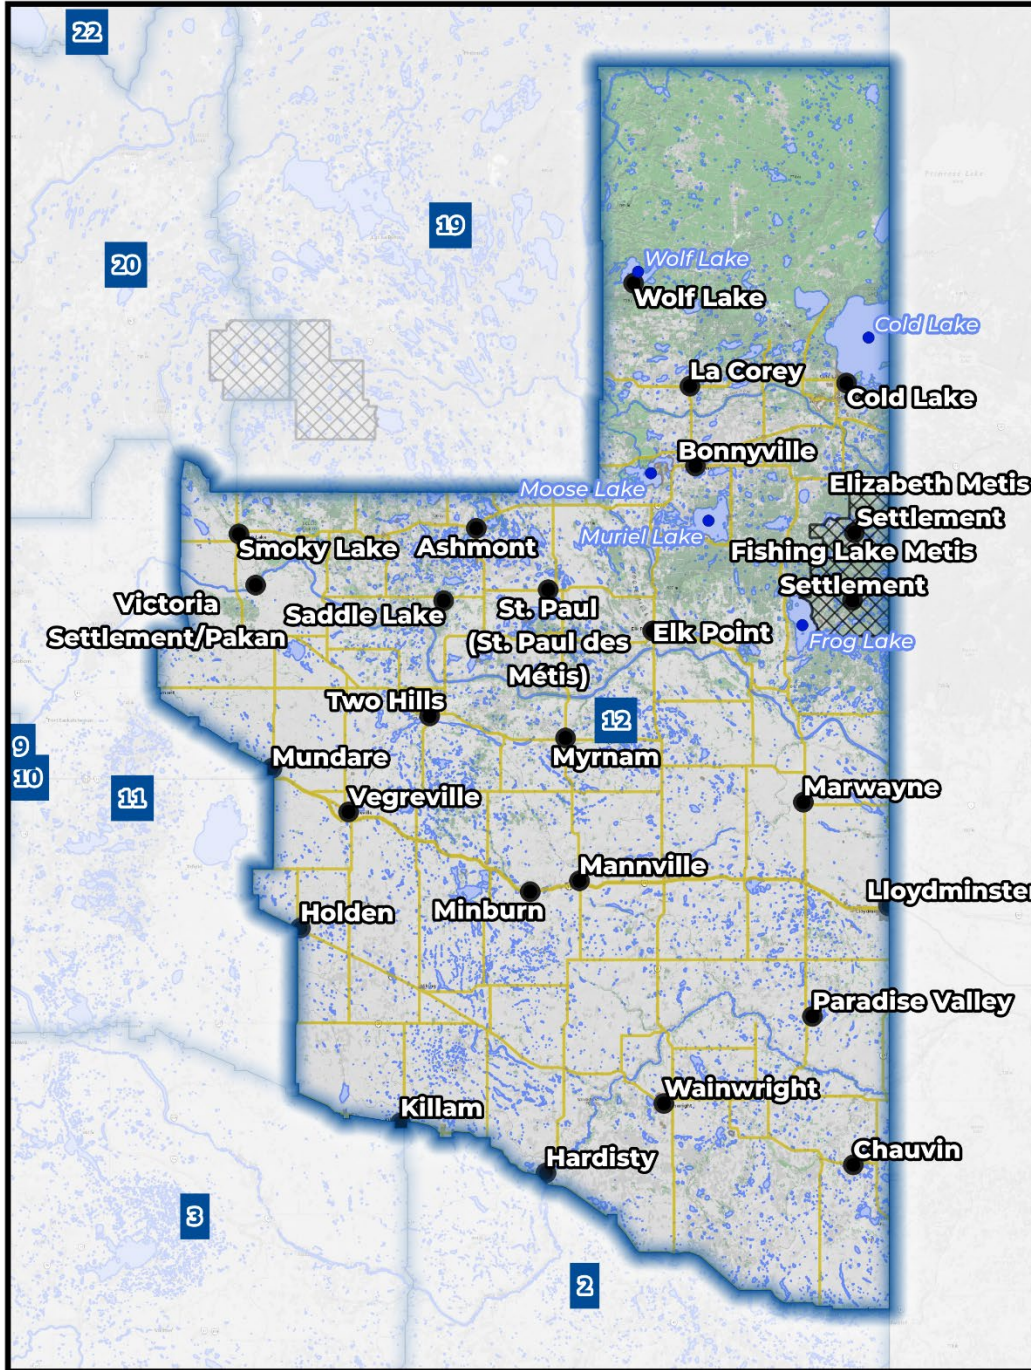 22
19
20
Wolf Lake
Wolf Lake
Cold Lake
La Corey
Cold Lake
Bonnyville
Moose Lake
Elizabeth Metis
Settlement
Muriel Lake
Smoky Lake
Ashmont
Fishing Lake Metis
Settlement
Victoria
Settlement/Pakan
Saddle Lake
St. Paul
(St. Paul des
Métis)
Elk Point
Frog Lake
Two Hills
12
9
10
11
Mundare
Myrnam
Vegreville
Marwayne
Mannville
Minburn
Lloydminster
Holden
Paradise Valley
Wainwright
Killam
Hardisty
Chauvin
3
2